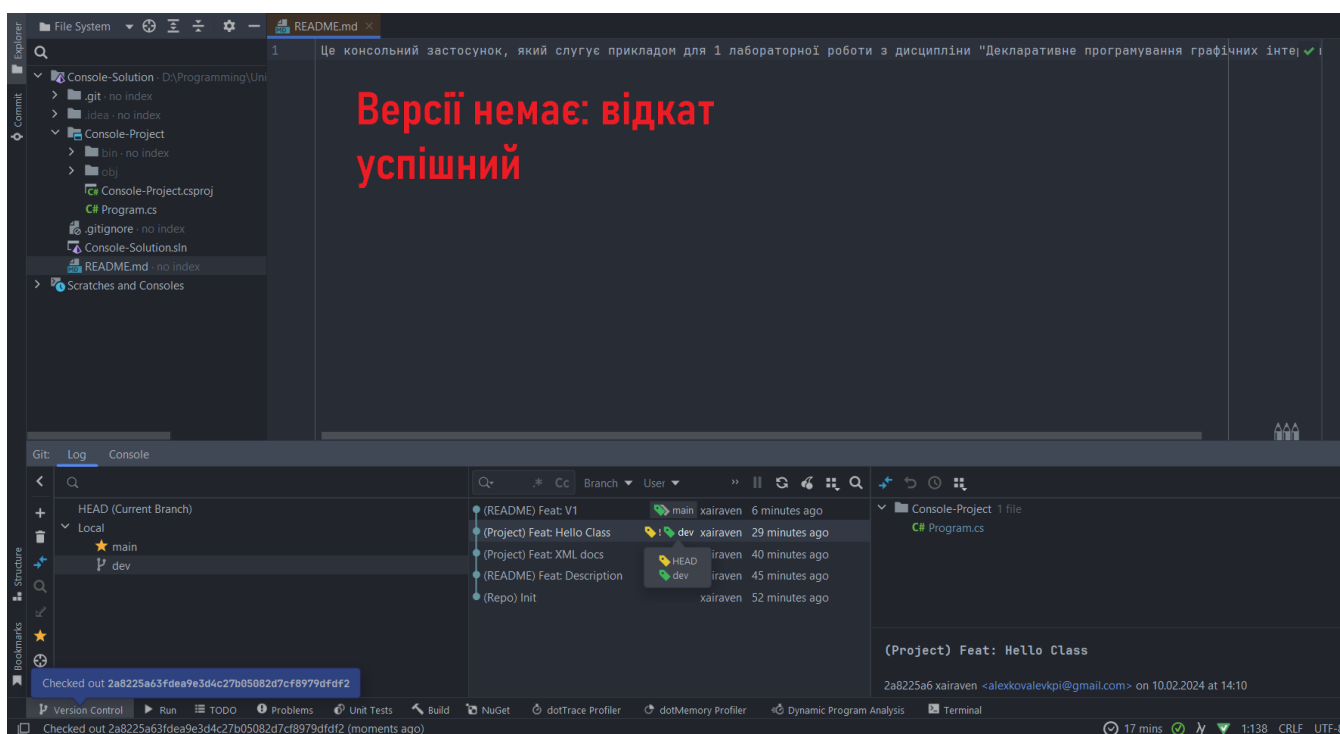 Explorer
File System
README.md
1
Це консольний застосунок, який слугує прикладом для 1 лабораторної роботи з дисципліни "Декларативне програмування графічних
Console-Solution · D:\Programming\Uni
.git · no index
.idea · no index
Console-Project
bin · no index
obj
Console-Project.csproj
C# Program.cs
.gitignore · no index
Console-Solution.sln
README.md · no index
Scratches and Consoles
Commit
Версії немає: відкат
успішний
Git: Log Console
Cc Branch User
HEAD (Current Branch)
Local
main
dev
(README) Feat: V1 main xairaven 6 minutes ago
(Project) Feat: Hello Class ! dev xairaven 29 minutes ago
(Project) Feat: XML docs 40 minutes ago
(README) Feat: Description 45 minutes ago
(Repo) Init xairaven 52 minutes ago
HEAD
dev
Console-Project 1 file
C# Program.cs
(Project) Feat: Hello Class
2a8225a6 xairaven <alexkovalevkpi@gmail.com> on 10.02.2024 at 14:10
Structure
Bookmarks
Checked out 2a8225a63fdea9e3d4c27b05082d7cf8979dfdf2
Version Control Run TODO Problems Unit Tests Build NuGet dotTrace Profiler dotMemory Profiler Dynamic Program Analysis Terminal
Checked out 2a8225a63fdea9e3d4c27b05082d7cf8979dfdf2 (moments ago) 17 mins 1:138 CRLF